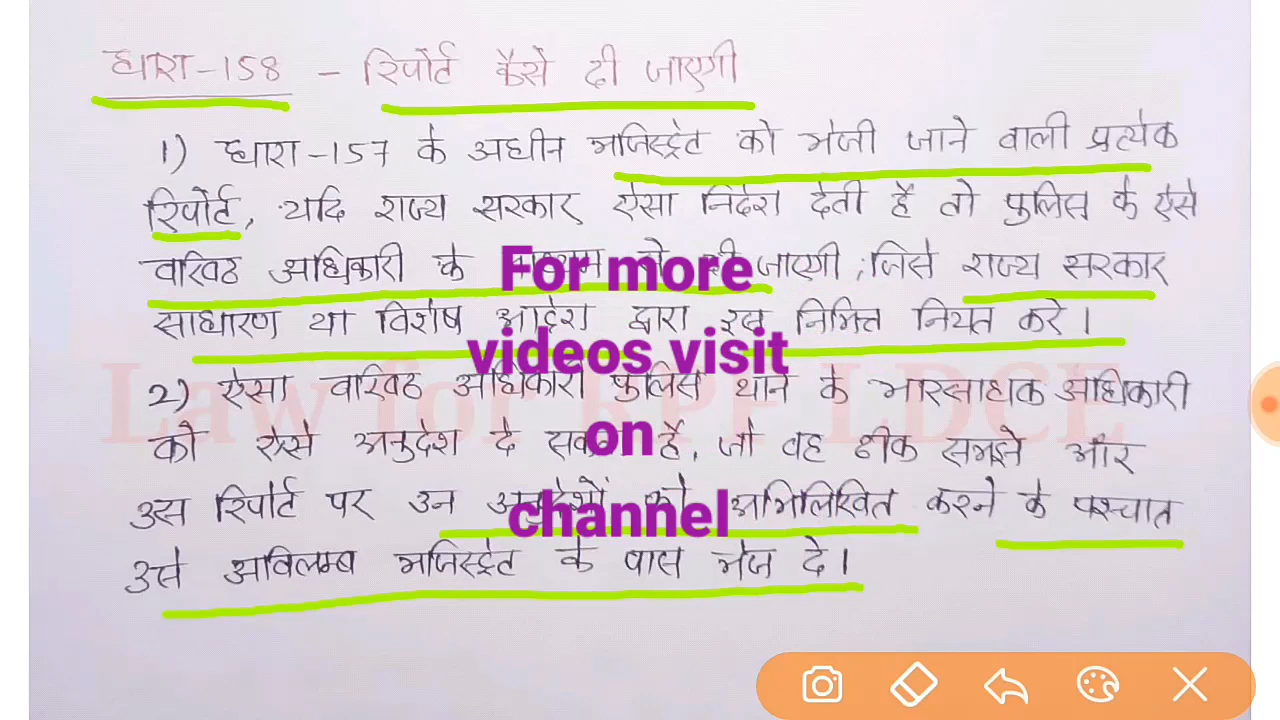 धारा-158 - रिपोर्ट कैसे दी जाएगी
1) धारा-157 के अधीन मजिस्ट्रेट को भेजी जाने वाली प्रत्येक
रिपोर्ट, यदि राज्य सरकार ऐसा निदेश देती है तो पुलिस के ऐसे
वरिष्ठ अधिकारी के दी जाएगी, जिसे राज्य सरकार
साधारण या विशेष आदेश द्वारा इस निमित्त नियत करे।
2) ऐसा वरिष्ठ अधिकारी पुलिस थाने के भारसाधक अधिकारी
को ऐसे अनुदेश दे है, जो वह ठीक समझे और
उस रिपोर्ट पर उन को अभिलिखित करने के पश्चात
उसे अविलम्ब मजिस्ट्रेट के पास भेज दे।
For more
videos visit
on
channel
Law for RPF LDCE